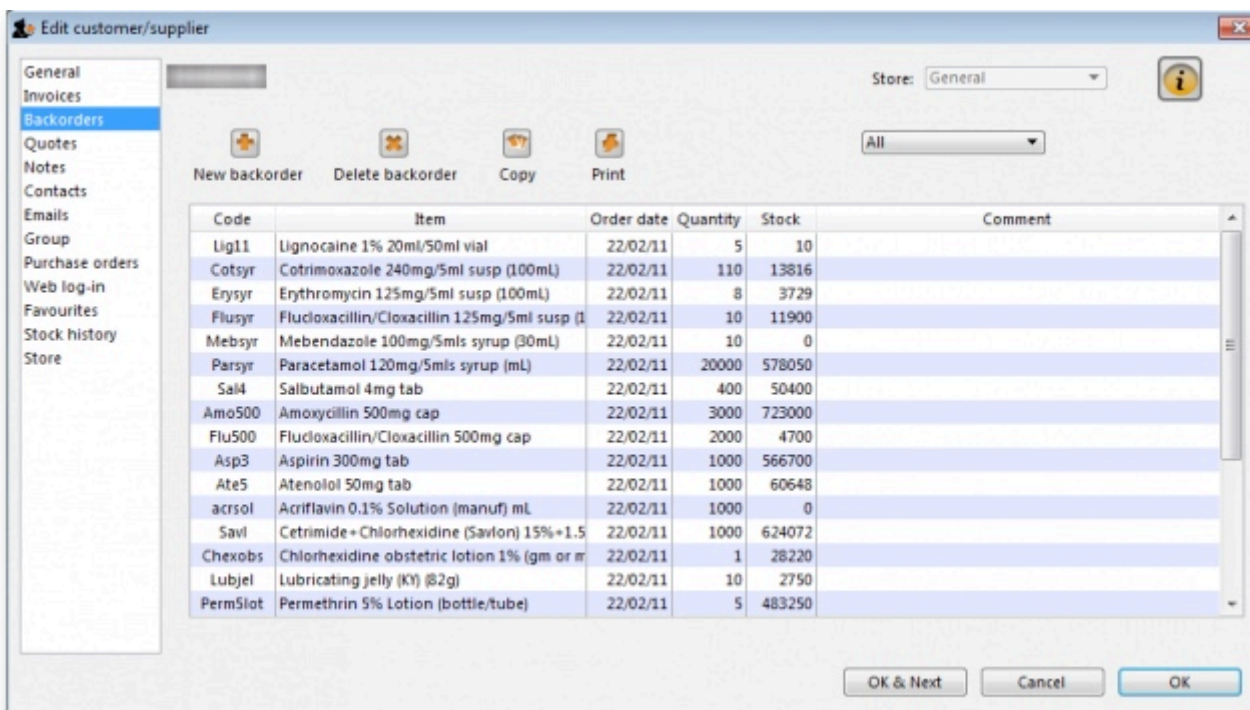 Edit customer/supplier
General
Invoices
Backorders
Quotes
Notes
Contacts
Emails
Group
Purchase orders
Web log-in
Favourites
Stock history
Store
Store: General
All
New backorder Delete backorder Copy Print
Code Item Order date Quantity Stock Comment
Lig11 Lignocaine 1% 20ml/50ml vial 22/02/11 5 10
Cotsyr Cotrimoxazole 240mg/5ml susp (100mL) 22/02/11 110 13816
Erysyr Erythromycin 125mg/5ml susp (100mL) 22/02/11 8 3729
Flusyr Flucloxacillin/Cloxacillin 125mg/5ml susp (1 22/02/11 10 11900
Mebsyr Mebendazole 100mg/5mls syrup (30mL) 22/02/11 10 0
Parsyr Paracetamol 120mg/5mls syrup (mL) 22/02/11 20000 578050
Sal4 Salbutamol 4mg tab 22/02/11 400 50400
Amo500 Amoxycillin 500mg cap 22/02/11 3000 723000
Flu500 Flucloxacillin/Cloxacillin 500mg cap 22/02/11 2000 4700
Asp3 Aspirin 300mg tab 22/02/11 1000 566700
Ate5 Atenolol 50mg tab 22/02/11 1000 60648
acrsol Acriflavin 0.1% Solution (manuf) mL 22/02/11 1000 0
Savl Cetrimide+Chlorhexidine (Savlon) 15%+1.5 22/02/11 1000 624072
Chexobs Chlorhexidine obstetric lotion 1% (gm or m 22/02/11 1 28220
Lubjel Lubricating jelly (KY) (82g) 22/02/11 10 2750
Perm5lot Permethrin 5% Lotion (bottle/tube) 22/02/11 5 483250
OK & Next Cancel OK